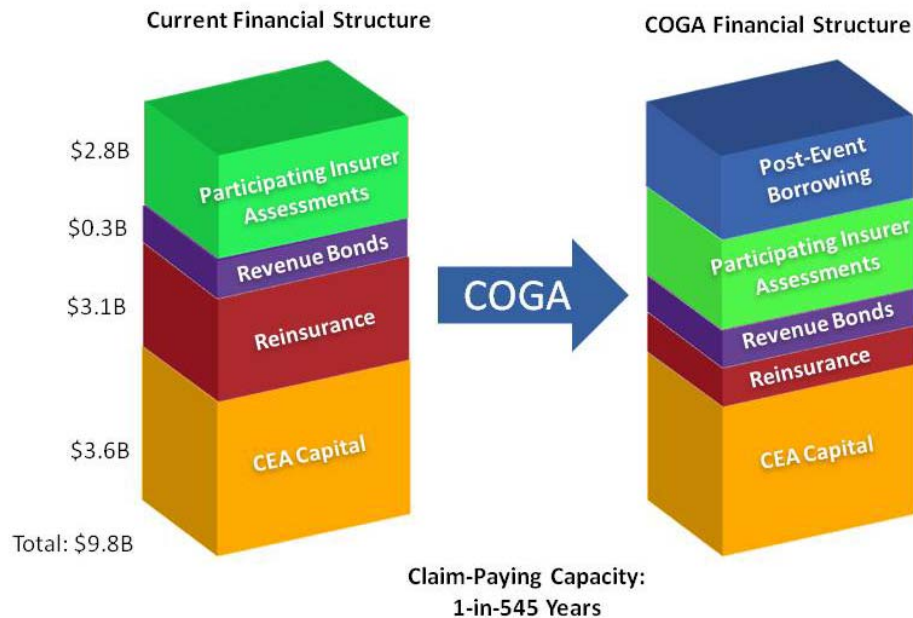 Current Financial Structure
COGA Financial Structure
$2.8B
Participating Insurer
Assessments
$0.3B
Revenue Bonds
$3.1B
Reinsurance
$3.6B
CEA Capital
Total: $9.8B
COGA
Post-Event
Borrowing
Participating Insurer
Assessments
Revenue Bonds
Reinsurance
CEA Capital
Claim-Paying Capacity:
1-in-545 Years